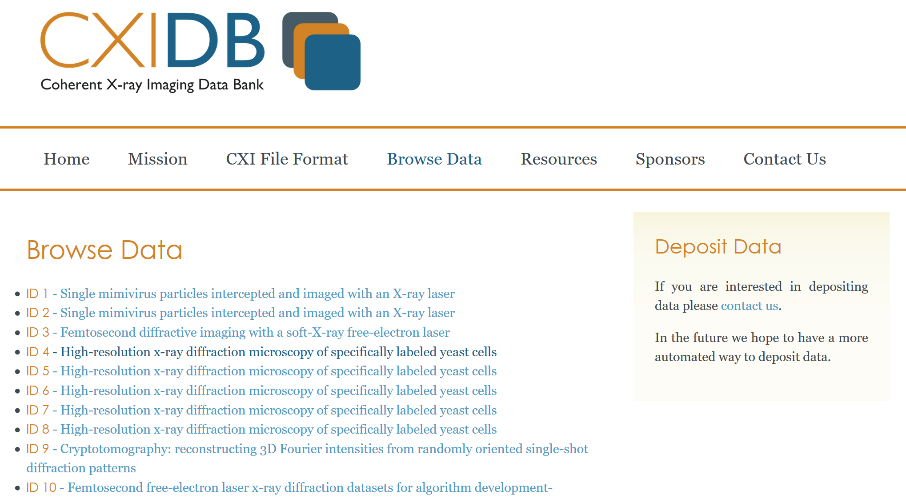 CXIDB
Coherent X-ray Imaging Data Bank
Home Mission CXI File Format Browse Data Resources Sponsors Contact Us
Browse Data
ID 1 - Single mimivirus particles intercepted and imaged with an X-ray laser
ID 2 - Single mimivirus particles intercepted and imaged with an X-ray laser
ID 3 - Femtosecond diffractive imaging with a soft-X-ray free-electron laser
ID 4 - High-resolution x-ray diffraction microscopy of specifically labeled yeast cells
ID 5 - High-resolution x-ray diffraction microscopy of specifically labeled yeast cells
ID 6 - High-resolution x-ray diffraction microscopy of specifically labeled yeast cells
ID 7 - High-resolution x-ray diffraction microscopy of specifically labeled yeast cells
ID 8 - High-resolution x-ray diffraction microscopy of specifically labeled yeast cells
ID 9 - Cryptotomography: reconstructing 3D Fourier intensities from randomly oriented single-shot
diffraction patterns
ID 10 - Femtosecond free-electron laser x-ray diffraction datasets for algorithm development-
Deposit Data
If you are interested in depositing
data please contact us.
In the future we hope to have a more
automated way to deposit data.